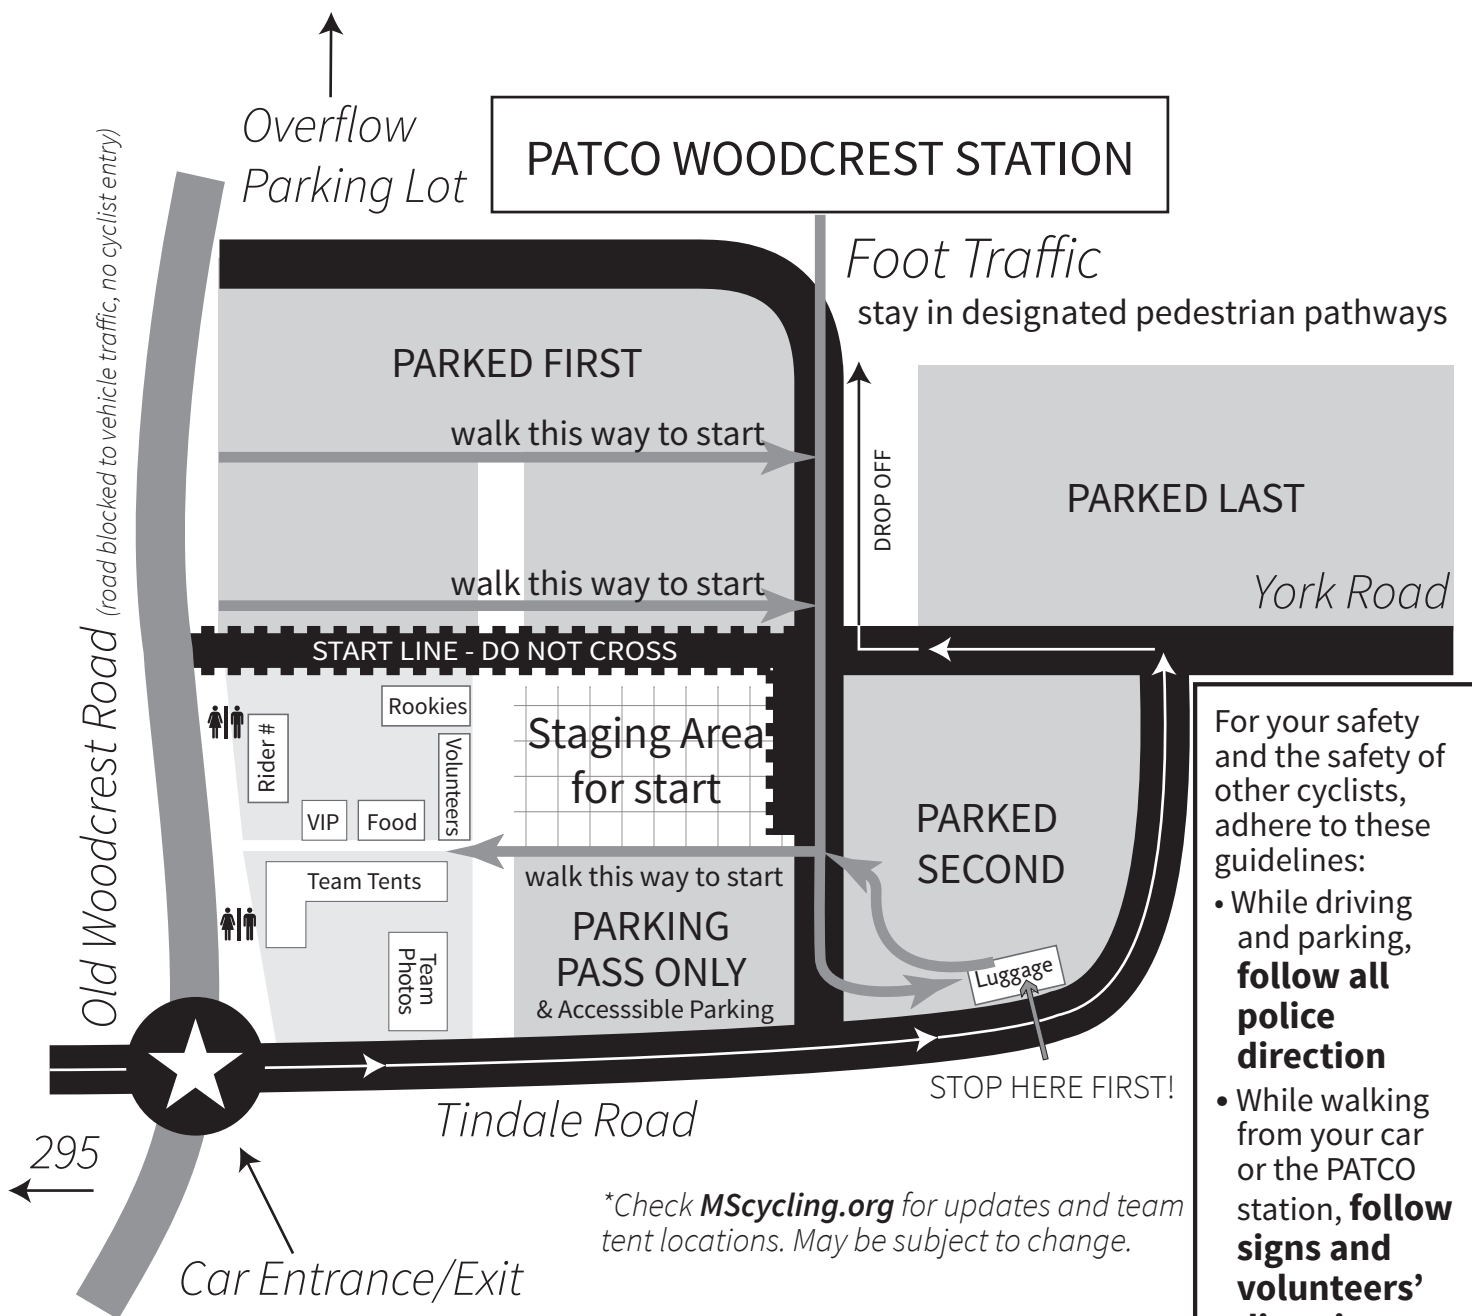 Overflow
Parking Lot
PATCO WOODCREST STATION
Old Woodcrest Road (road blocked to vehicle traffic, no cyclist entry)
Foot Traffic
stay in designated pedestrian pathways
PARKED FIRST
walk this way to start
DROP OFF
PARKED LAST
walk this way to start
York Road
START LINE - DO NOT CROSS
Rookies
Rider #
Volunteers
VIP
Food
Staging Area
for start
PARKED
SECOND
Team Tents
walk this way to start
Team
Photos
PARKING
PASS ONLY
& Accesssible Parking
Luggage
STOP HERE FIRST!
Tindale Road
295
Car Entrance/Exit
*Check MScycling.org for updates and team
tent locations. May be subject to change.
For your safety
and the safety of
other cyclists,
adhere to these
guidelines:
• While driving
and parking,
follow all
police
direction
• While walking
from your car
or the PATCO
station, follow
signs and
volunteers’